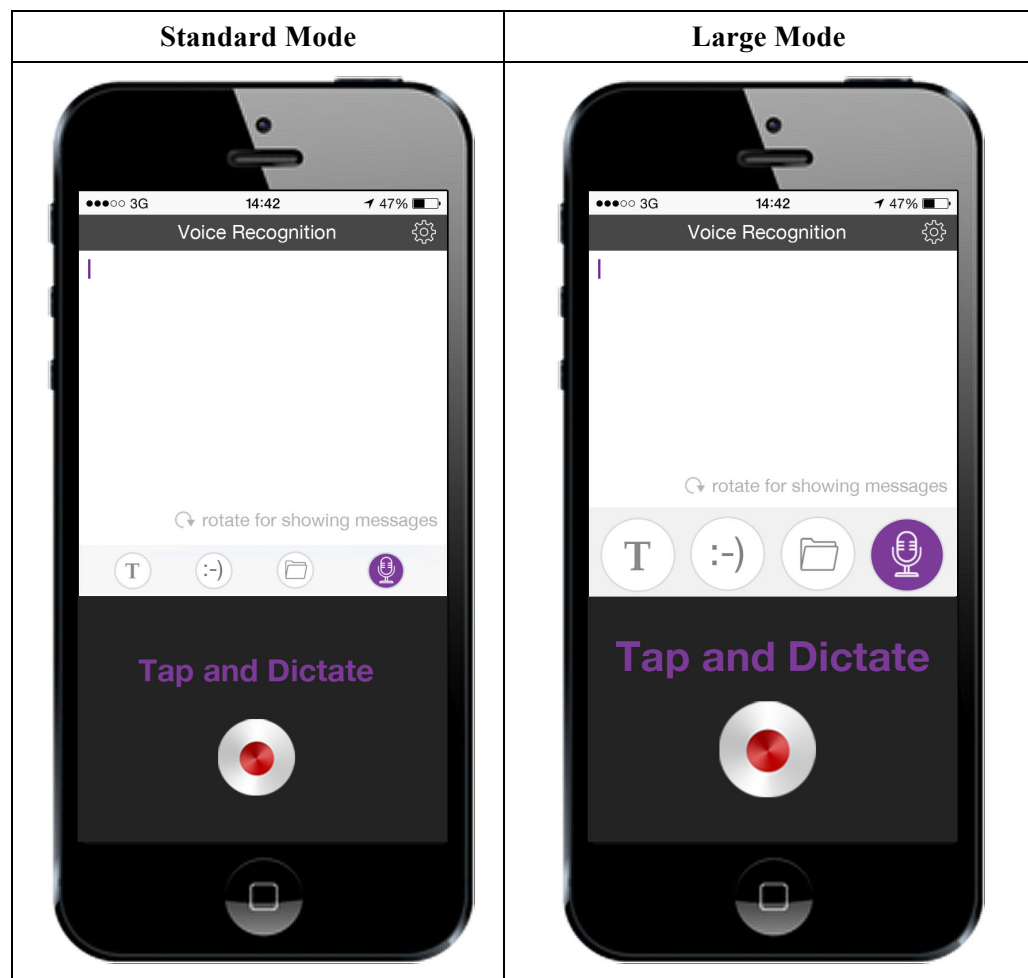 Standard Mode
Large Mode
3G 14:42 47%
Voice Recognition
rotate for showing messages
T :-)
Tap and Dictate
3G 14:42 47%
Voice Recognition
rotate for showing messages
T :-)
Tap and Dictate